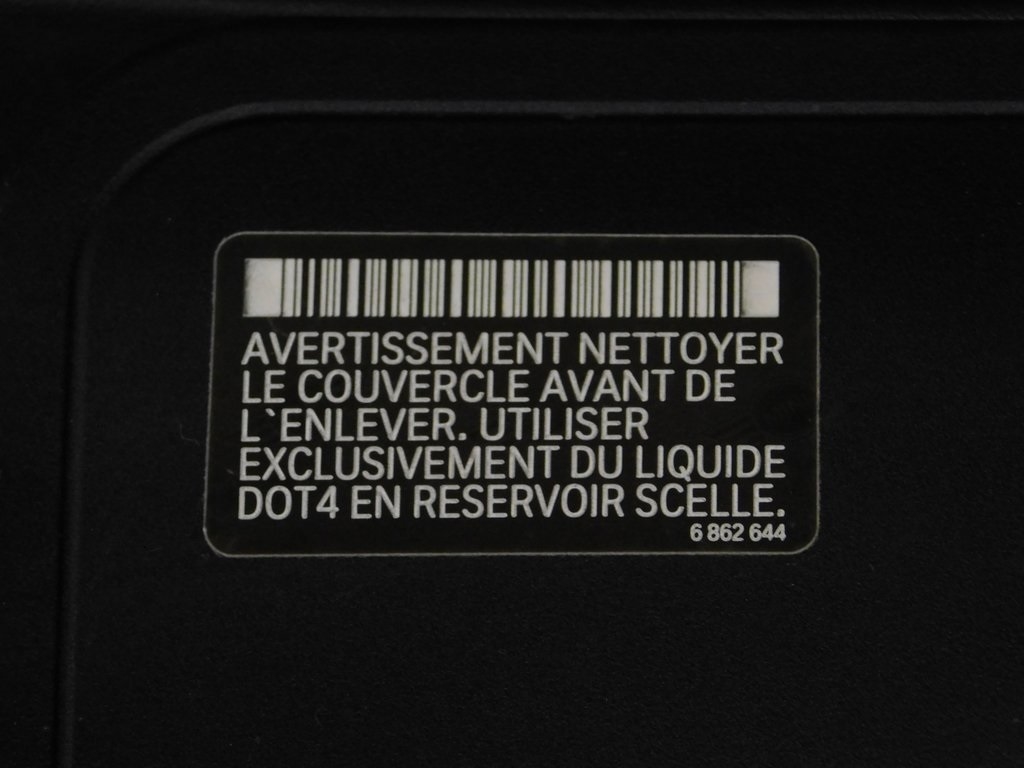 AVERTISSEMENT NETTOYER
LE COUVERCLE AVANT DE
L`ENLEVER. UTILISER
EXCLUSIVEMENT DU LIQUIDE
DOT4 EN RESERVOIR SCELLE.
6 862 644